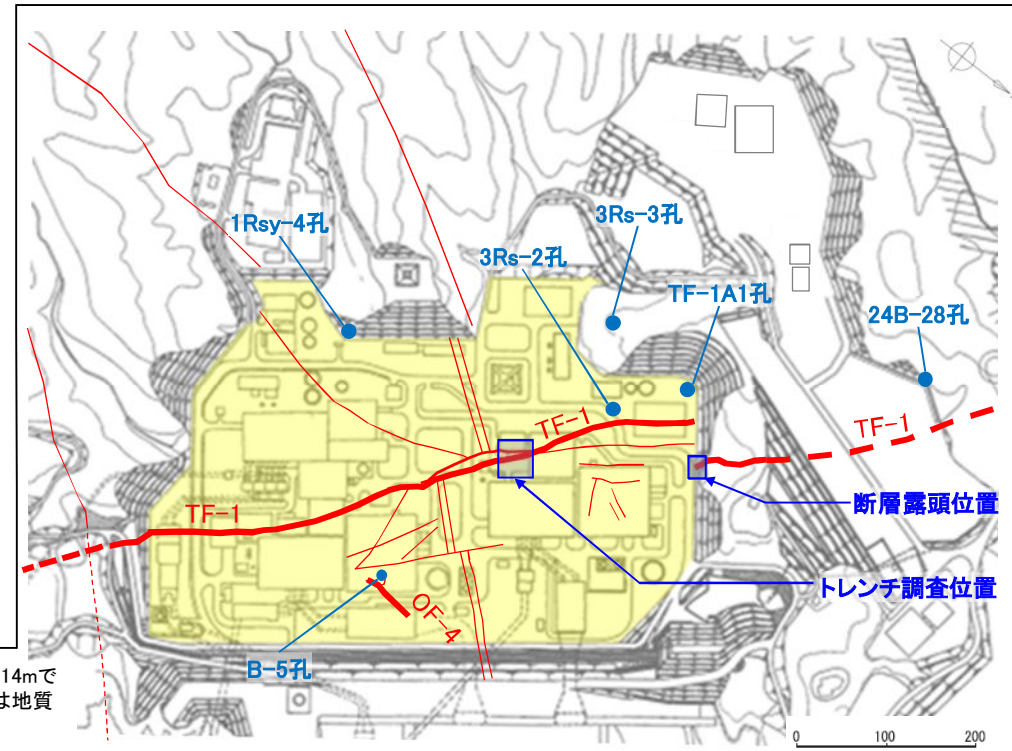 1Rsy-4孔
3Rs-3孔
3Rs-2孔
TF-1A1孔
24B-28孔
TF-1
TF-1
断層露頭位置
TF-1
トレンチ調査位置
OF-4
B-5孔
14mで
は地質
0 100 200